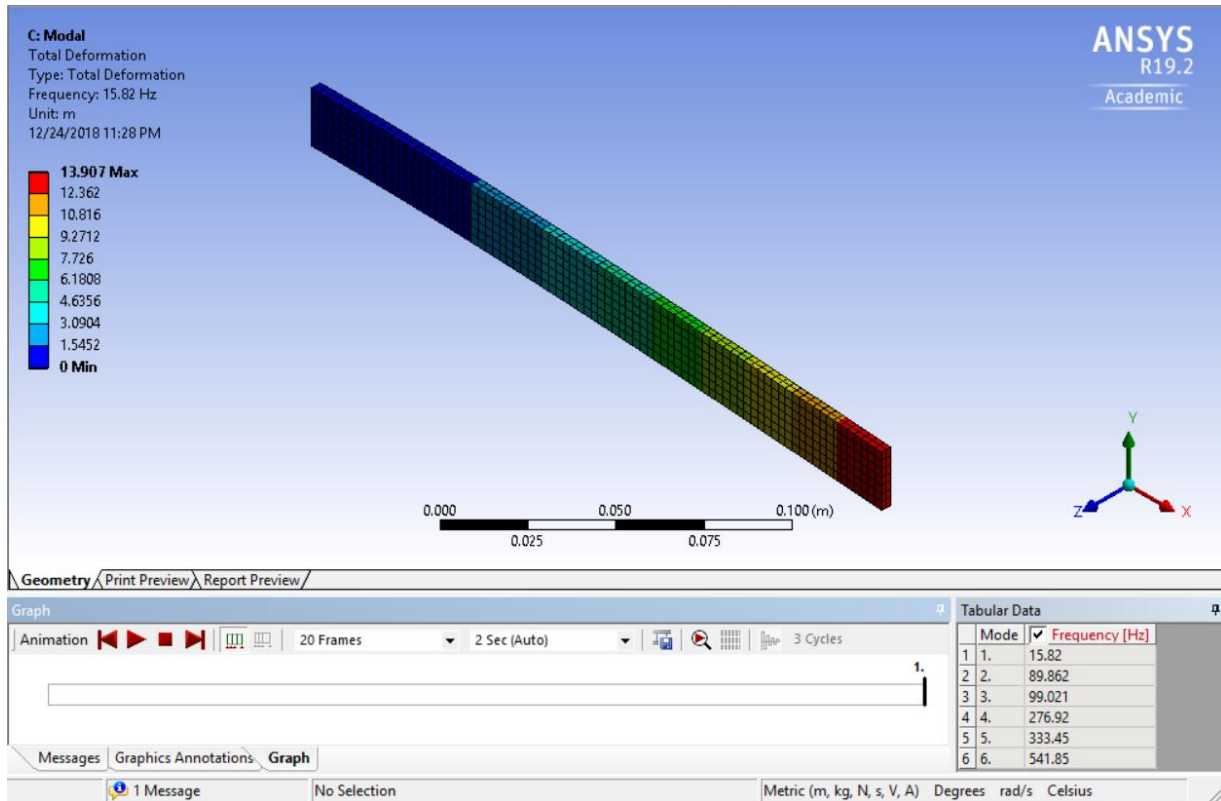 C: Modal
Total Deformation
Type: Total Deformation
Frequency: 15.82 Hz
Unit: m
12/24/2018 11:28 PM
ANSYS
R19.2
Academic
13.907 Max
12.362
10.816
9.2712
7.726
6.1808
4.6356
3.0904
1.5452
0 Min
0.000 0.050 0.100 (m)
0.025 0.075
Y
Z X
Geometry Print Preview Report Preview
Graph
Animation 20 Frames 2 Sec (Auto) 3 Cycles
1.
Messages Graphics Annotations Graph
Tabular Data
Mode Frequency [Hz]
1 1. 15.82
2 2. 89.862
3 3. 99.021
4 4. 276.92
5 5. 333.45
6 6. 541.85
1 Message No Selection Metric (m, kg, N, s, V, A) Degrees rad/s Celsius